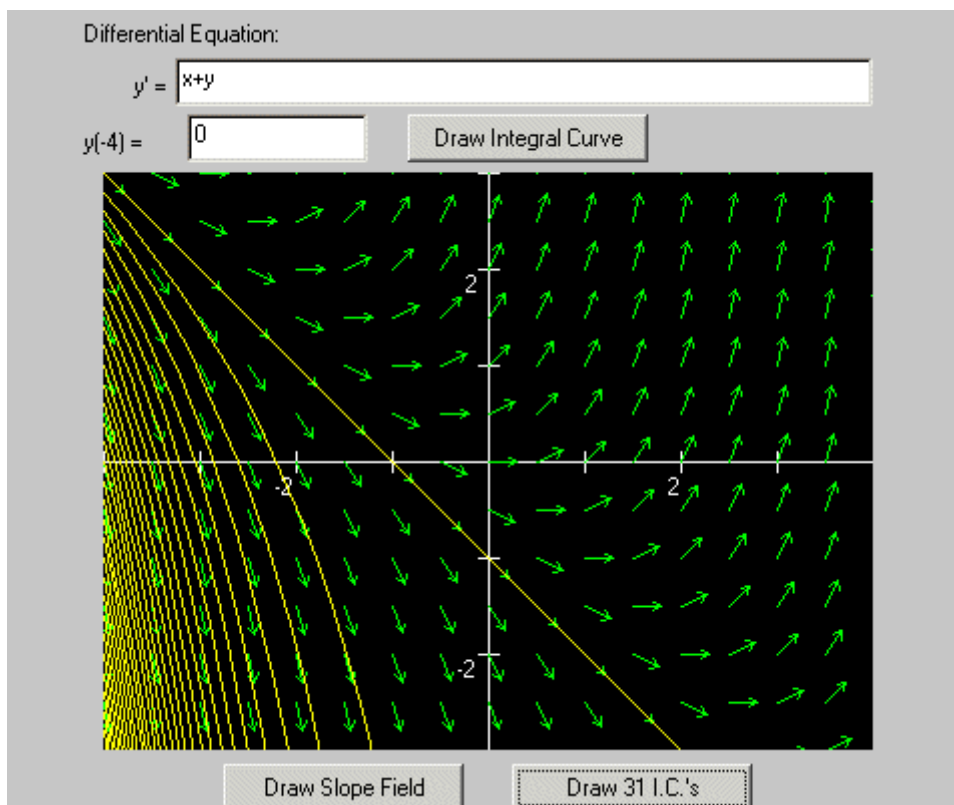 Differential Equation:
y' = x+y
y(-4) = 0 Draw Integral Curve
2
-2 2
-2
Draw Slope Field Draw 31 I.C.'s